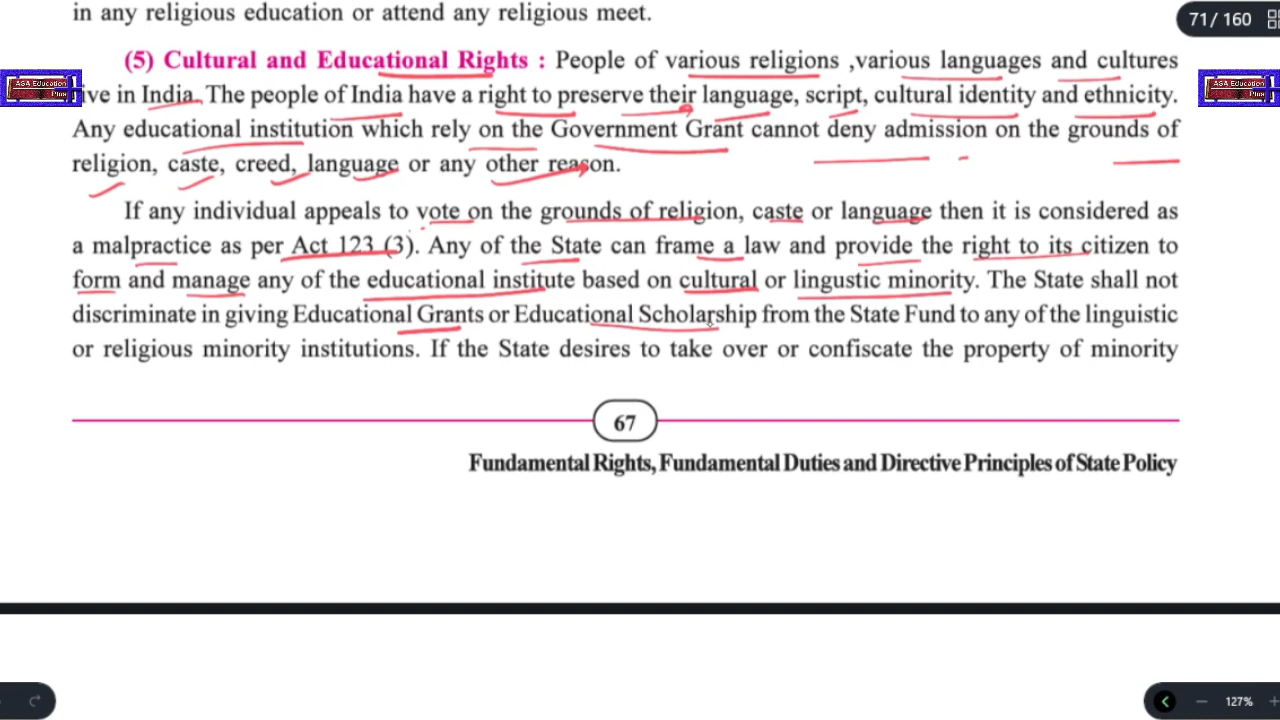 in any religious education or attend any religious meet.
71/ 160
(5) Cultural and Educational Rights : People of various religions ,various languages and cultures
ive in India. The people of India have a right to preserve their language, script, cultural identity and ethnicity.
ASA Education
Plus
ASA Education
Plus
Any educational institution which rely on the Government Grant cannot deny admission on the grounds of
religion, caste, creed, language or any other reason.
If any individual appeals to vote on the grounds of religion, caste or language then it is considered as
a malpractice as per Act 123 (3). Any of the State can frame a law and provide the right to its citizen to
form and manage any of the educational institute based on cultural or lingustic minority. The State shall not
discriminate in giving Educational Grants or Educational Scholarship from the State Fund to any of the linguistic
or religious minority institutions. If the State desires to take over or confiscate the property of minority
67
Fundamental Rights, Fundamental Duties and Directive Principles of State Policy
127%